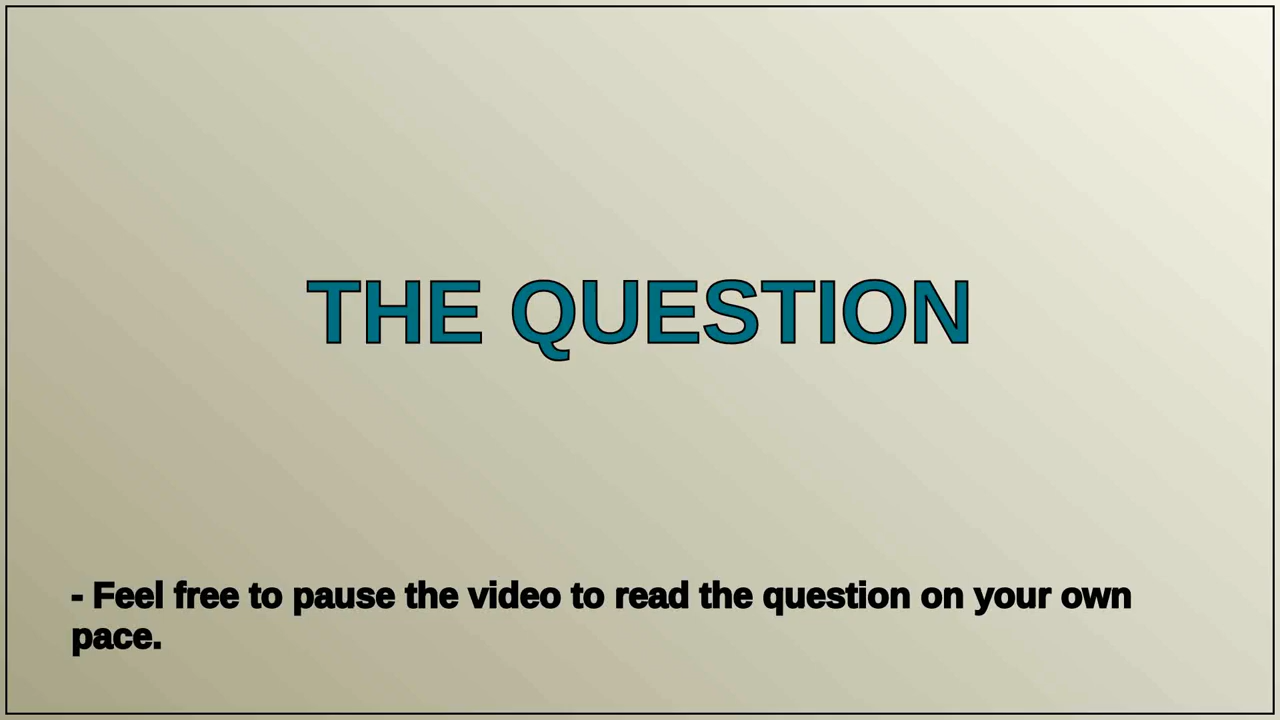 THE QUESTION
- Feel free to pause the video to read the question on your own
pace.